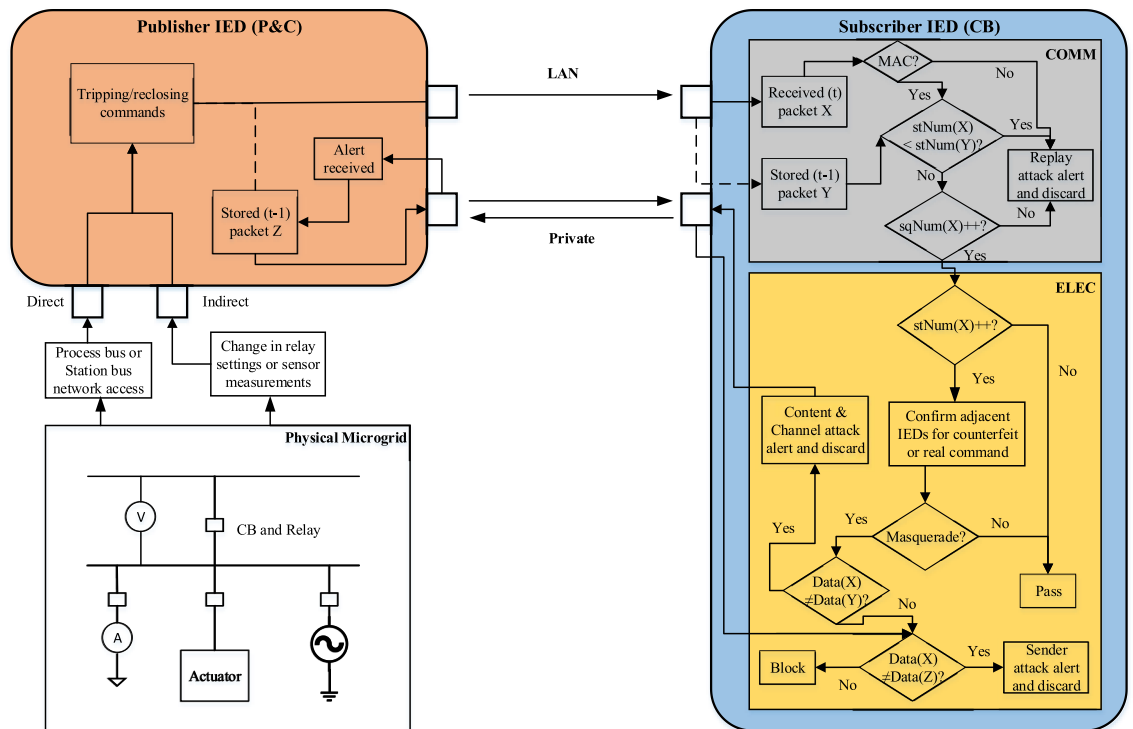 Publisher IED (P&C)
Tripping/reclosing
commands
Alert
received
Stored (t-1)
packet Z
Direct
Indirect
Process bus or
Station bus
network access
Change in relay
settings or sensor
measurements
Physical Microgrid
V
CB and Relay
A
Actuator
LAN
Private
Subscriber IED (CB)
COMM
MAC?
No
Yes
Received (t)
packet X
stNum(X)
< stNum(Y)?
Yes
Replay
attack alert
and discard
Stored (t-1)
packet Y
No
sqNum(X)++?
No
Yes
ELEC
stNum(X)++?
No
Yes
Content &
Channel attack
alert and discard
Confirm adjacent
IEDs for counterfeit
or real command
Yes
Yes
No
Masquerade?
Data(X)
≠Data(Y)?
Pass
No
Data(X)
≠Data(Z)?
Yes
Sender
attack alert
and discard
Block
No